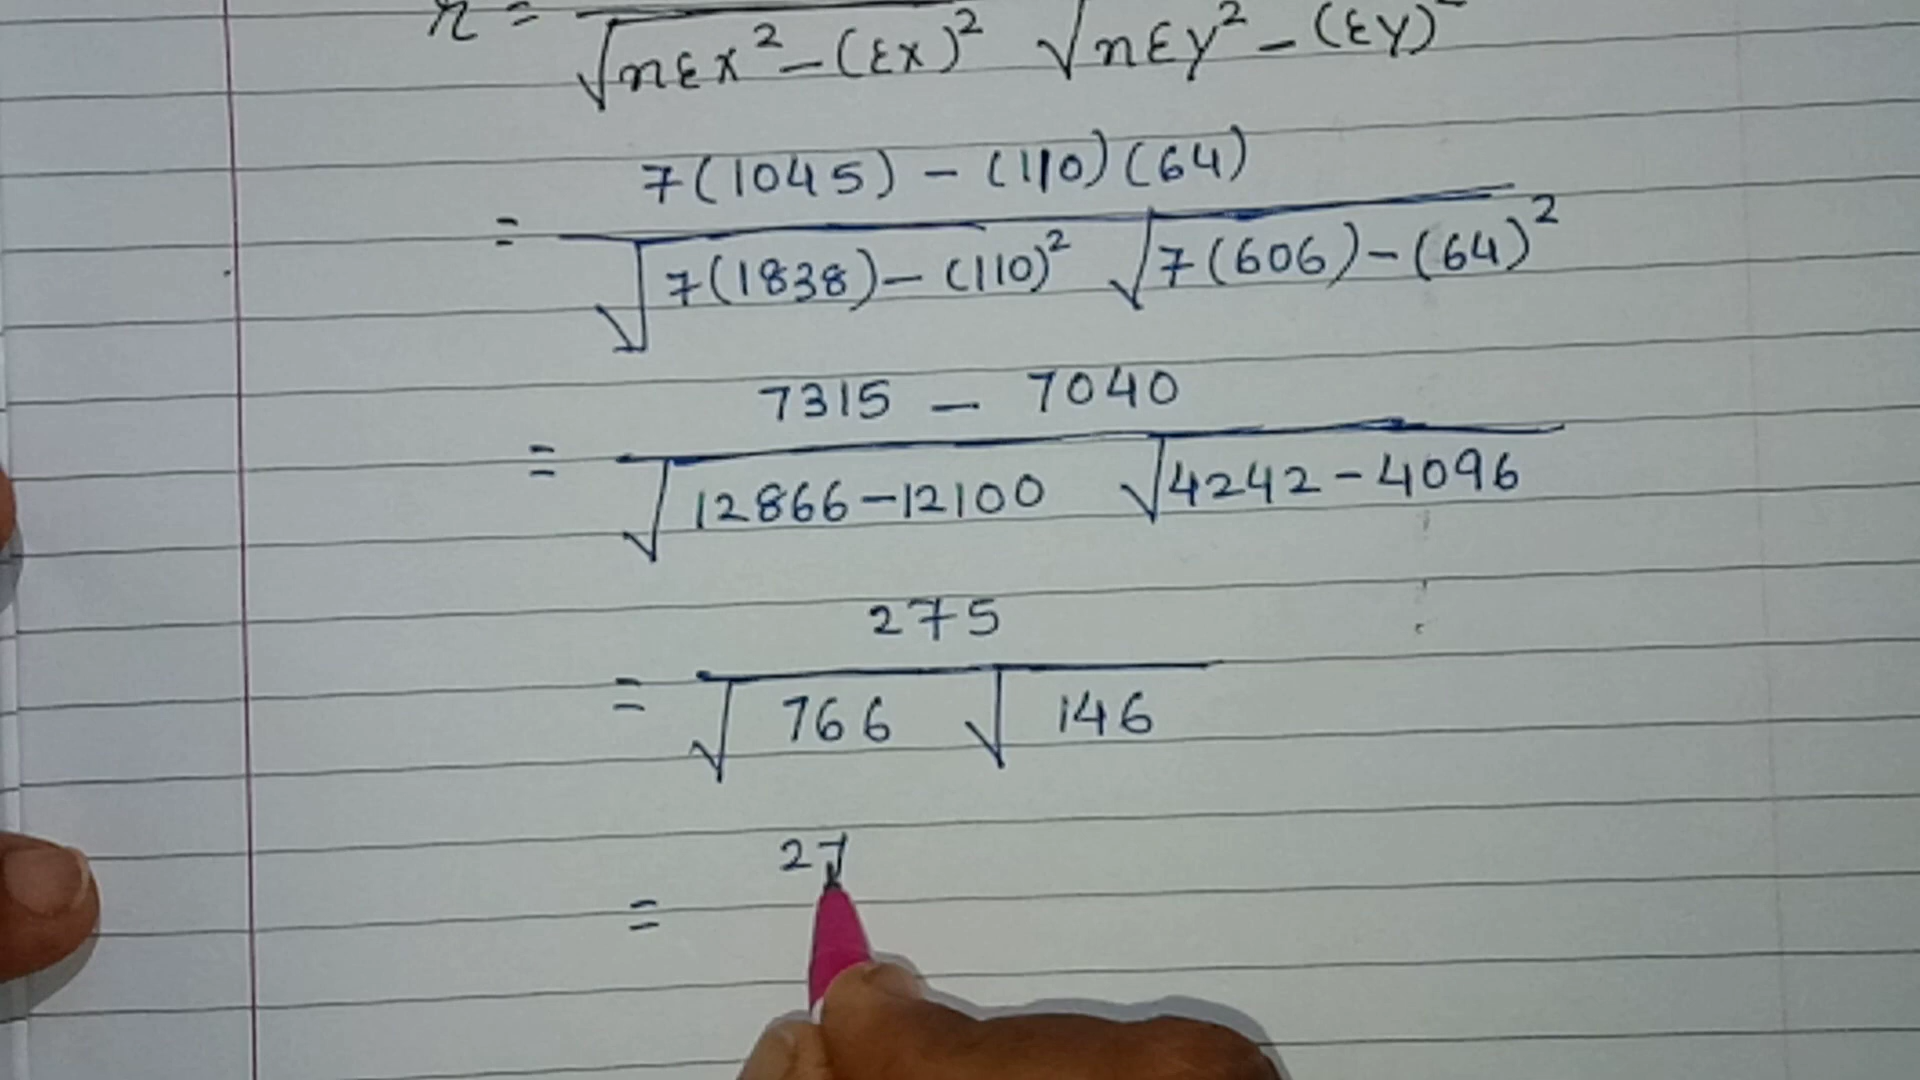 r =
√nΣx² - (Σx)² √nΣy² - (Σy)²
7(1045) - (110)(64)
=
√7(1838) - (110)² √7(606) - (64)²
7315 - 7040
=
√12866-12100 √4242-4096
275
=
√766 √146
27
=